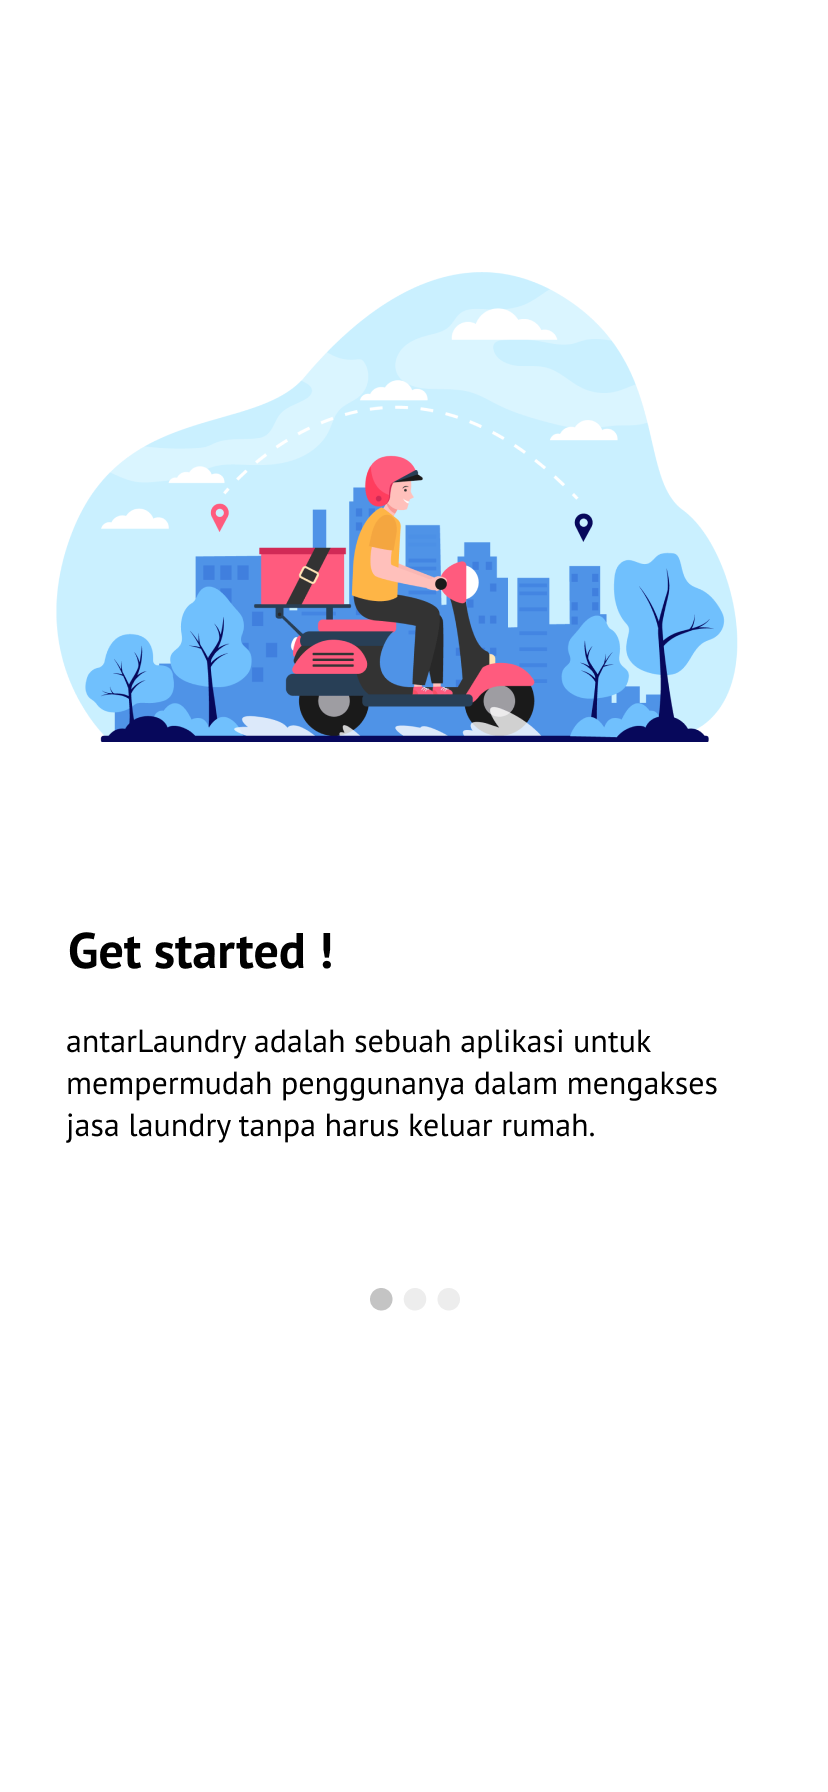 Get started !
antarLaundry adalah sebuah aplikasi untuk
mempermudah penggunanya dalam mengakses
jasa laundry tanpa harus keluar rumah.